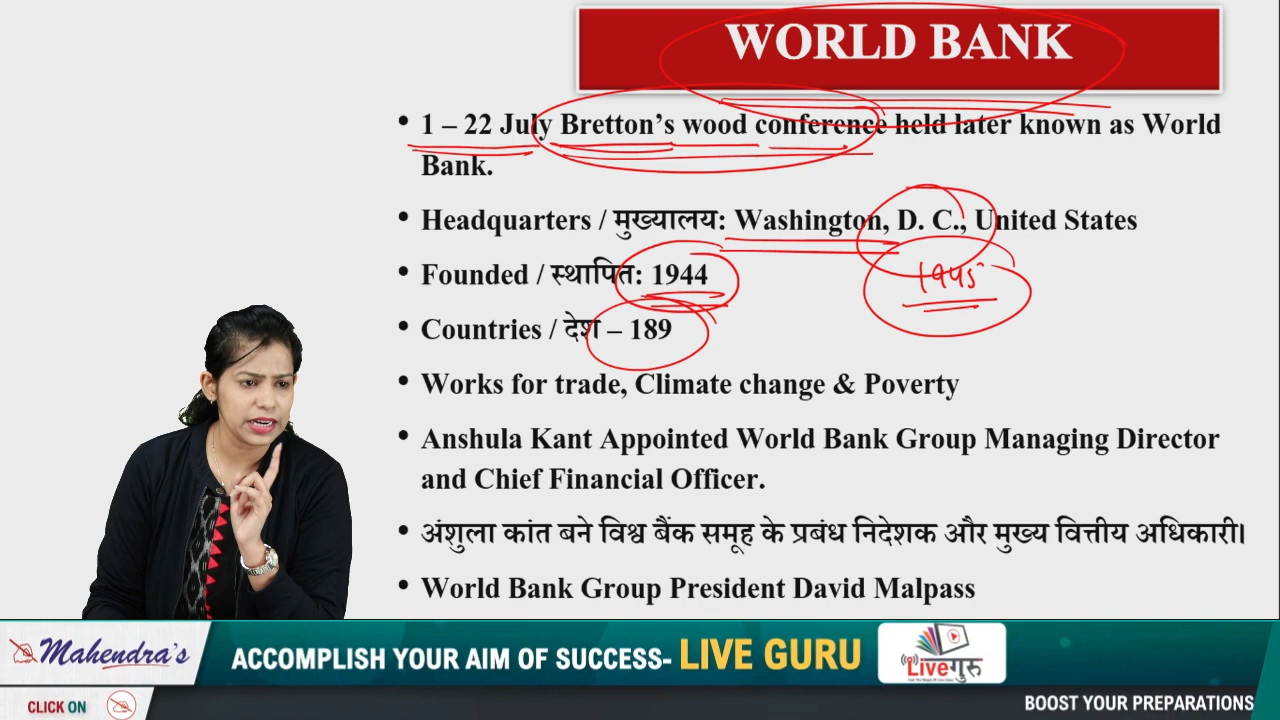 WORLD BANK
• 1 – 22 July Bretton's wood conference held later known as World
Bank.
• Headquarters / मुख्यालय: Washington, D. C., United States
• Founded / स्थापित: 1944
1945
• Countries / देश – 189
• Works for trade, Climate change & Poverty
• Anshula Kant Appointed World Bank Group Managing Director
and Chief Financial Officer.
• अंशुला कांत बने विश्व बैंक समूह के प्रबंध निदेशक और मुख्य वित्तीय अधिकारी।
• World Bank Group President David Malpass
Mahendra's
ACCOMPLISH YOUR AIM OF SUCCESS- LIVE GURU
Liveगुरु
CLICK ON
BOOST YOUR PREPARATIONS